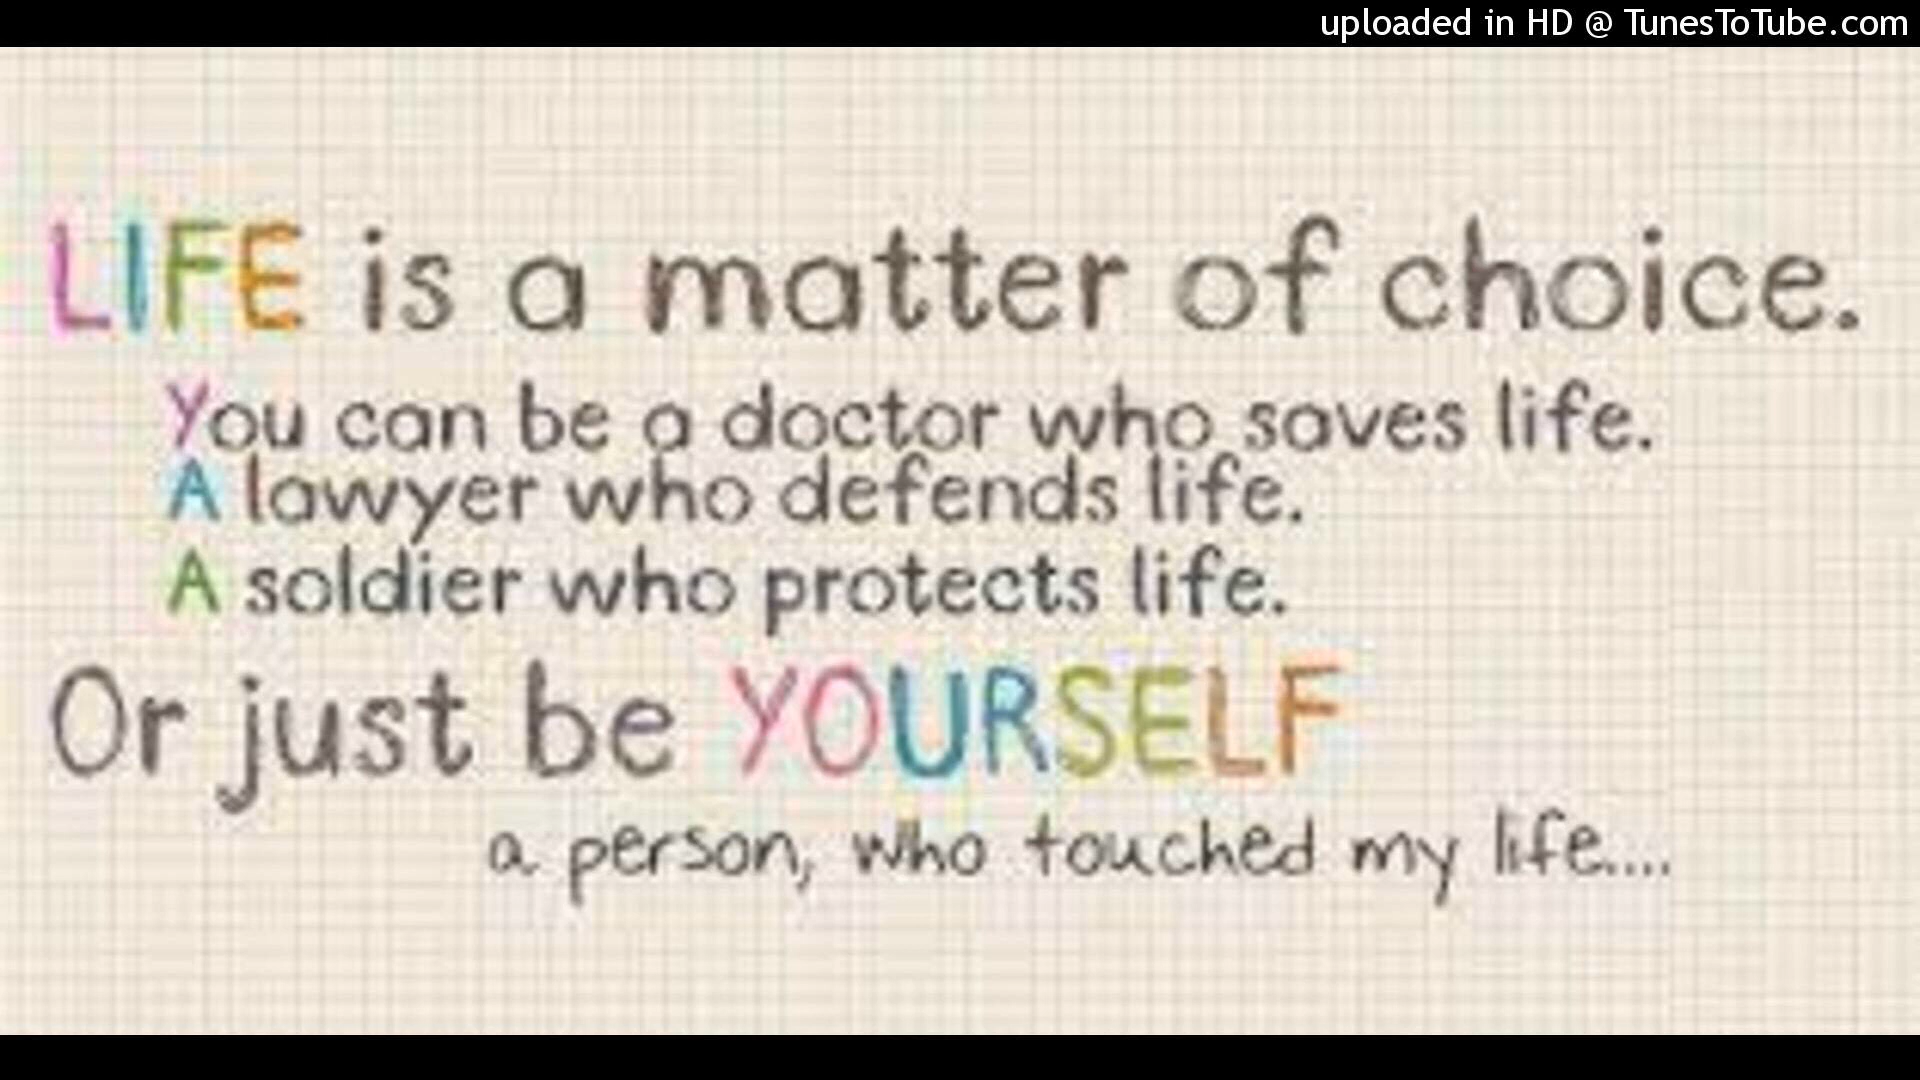 uploaded in HD @ TunesToTube.com
LIFE is a matter of choice.
You can be a doctor who saves life.
A lawyer who defends life.
A soldier who protects life.
Or just be YOURSELF
a person, who touched my life....